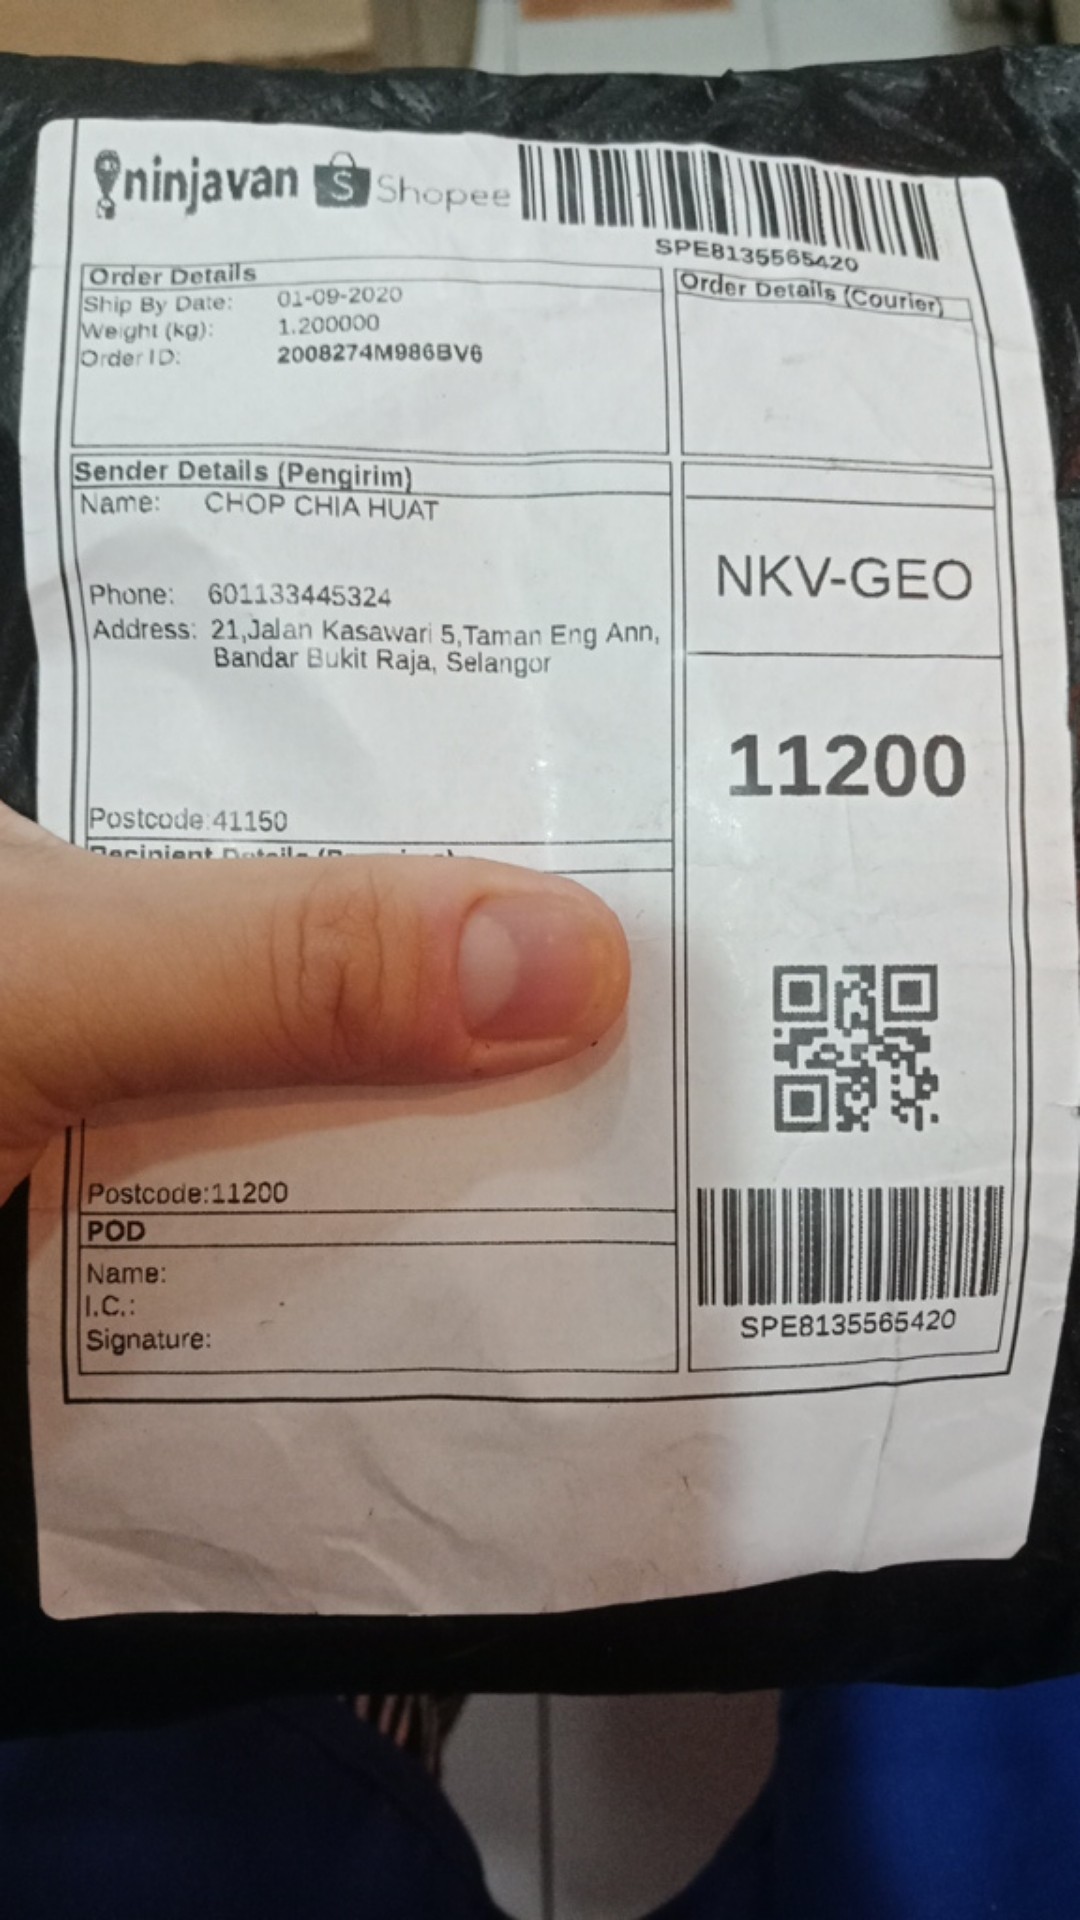 ninjavan S Shopee
SPE8135565420
Order Details
Ship By Date: 01-09-2020
Weight (kg): 1.200000
Order ID: 2008274M986BV6
Order Details (Courier)
Sender Details (Pengirim)
Name: CHOP CHIA HUAT
Phone: 601133445324
Address: 21,Jalan Kasawari 5,Taman Eng Ann,
Bandar Bukit Raja, Selangor
Postcode:41150
NKV-GEO
11200
Recipient Details
Postcode:11200
POD
Name:
I.C.:
Signature:
SPE8135565420